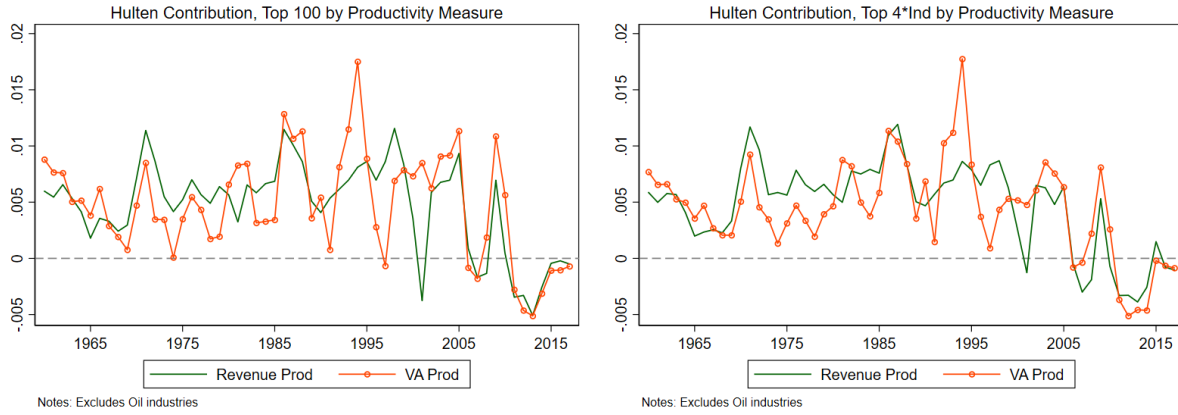 Hulten Contribution, Top 100 by Productivity Measure
.02
.015
.01
.005
0
-.005
1965 1975 1985 1995 2005 2015
Revenue Prod VA Prod
Notes: Excludes Oil industries
Hulten Contribution, Top 4*Ind by Productivity Measure
.02
.015
.01
.005
0
-.005
1965 1975 1985 1995 2005 2015
Revenue Prod VA Prod
Notes: Excludes Oil industries